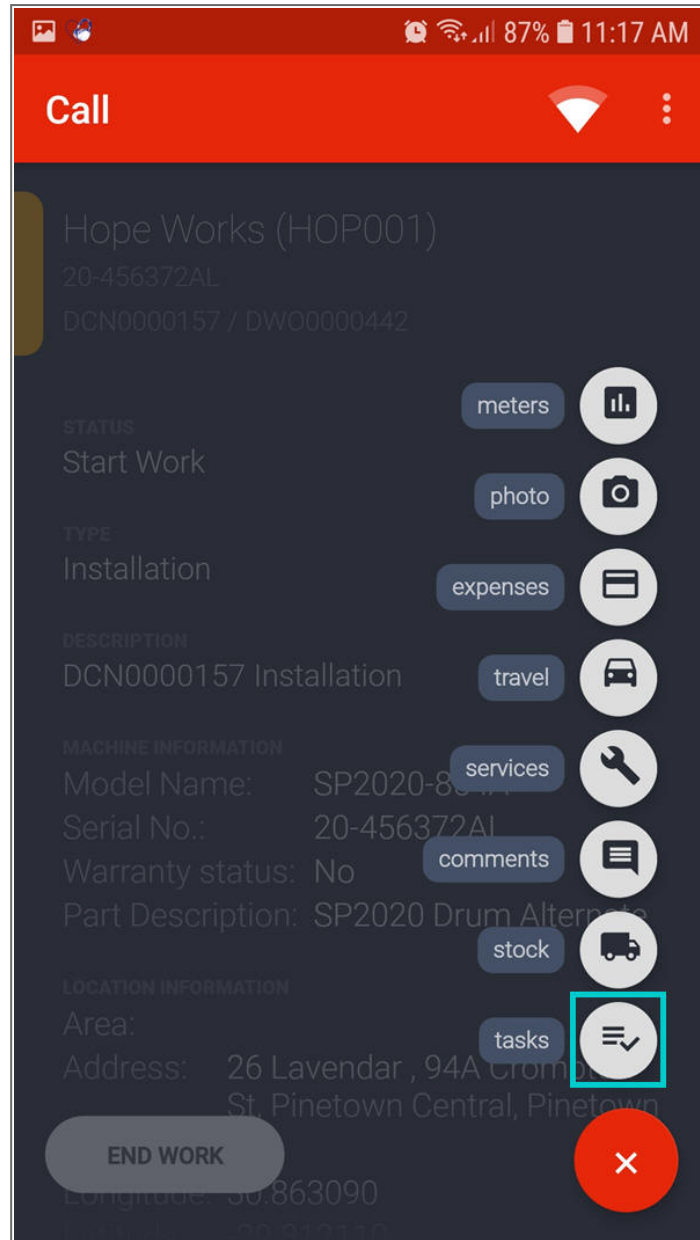 87% 11:17 AM
Call
Hope Works (HOP001)
20-456372AL
DCN0000157 / DWO0000442
meters
STATUS
Start Work
photo
TYPE
Installation
expenses
DESCRIPTION
DCN0000157 Installation
travel
MACHINE INFORMATION
services
Model Name: SP2020-
Serial No.: 20-456372AL
comments
Warranty status: No
Part Description: SP2020 Drum Alternate
stock
LOCATION INFORMATION
Area:
tasks
Address: 26 Lavendar , 94A
St, Pinetown Central, Pinetown
END WORK
Longitude: 30.863090